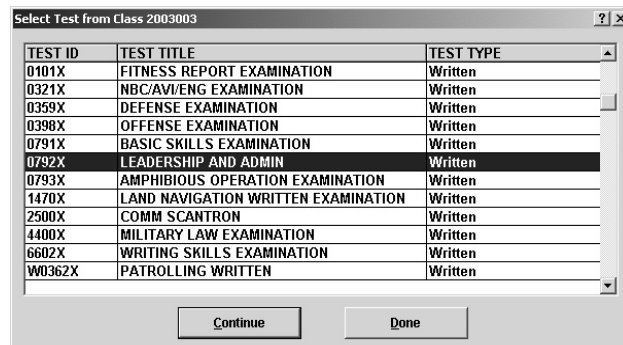 Select Test from Class 2003003
TEST ID TEST TITLE TEST TYPE
0101X FITNESS REPORT EXAMINATION Written
0321X NBC/AVI/ENG EXAMINATION Written
0359X DEFENSE EXAMINATION Written
0398X OFFENSE EXAMINATION Written
0791X BASIC SKILLS EXAMINATION Written
0792X LEADERSHIP AND ADMIN Written
0793X AMPHIBIOUS OPERATION EXAMINATION Written
1470X LAND NAVIGATION WRITTEN EXAMINATION Written
2500X COMM SCANTRON Written
4400X MILITARY LAW EXAMINATION Written
6602X WRITING SKILLS EXAMINATION Written
W0362X PATROLLING WRITTEN Written
Continue Done